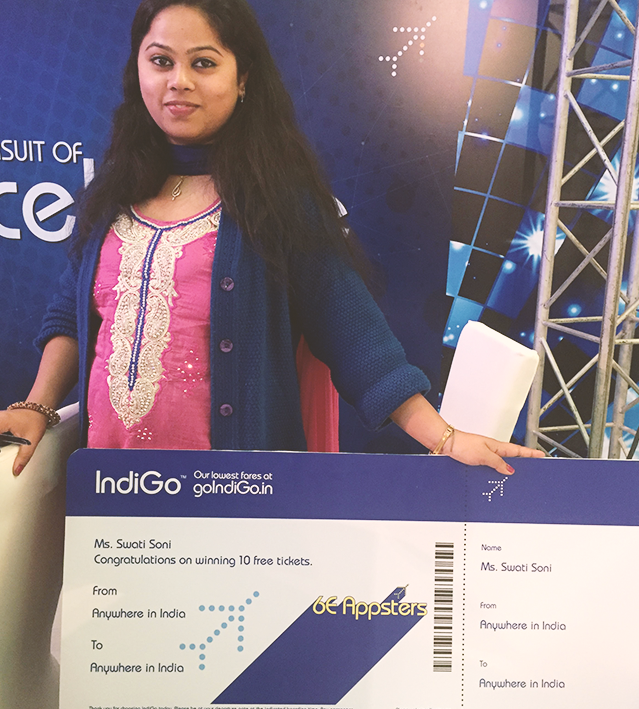 SUIT OF
cel
IndiGo™
Our lowest fares at
goIndiGo.in
Ms. Swati Soni
Congratulations on winning 10 free tickets.
From
Anywhere in India
To
Anywhere in India
6E Appsters
Name
Ms. Swati Soni
From
Anywhere in India
To
Anywhere in India